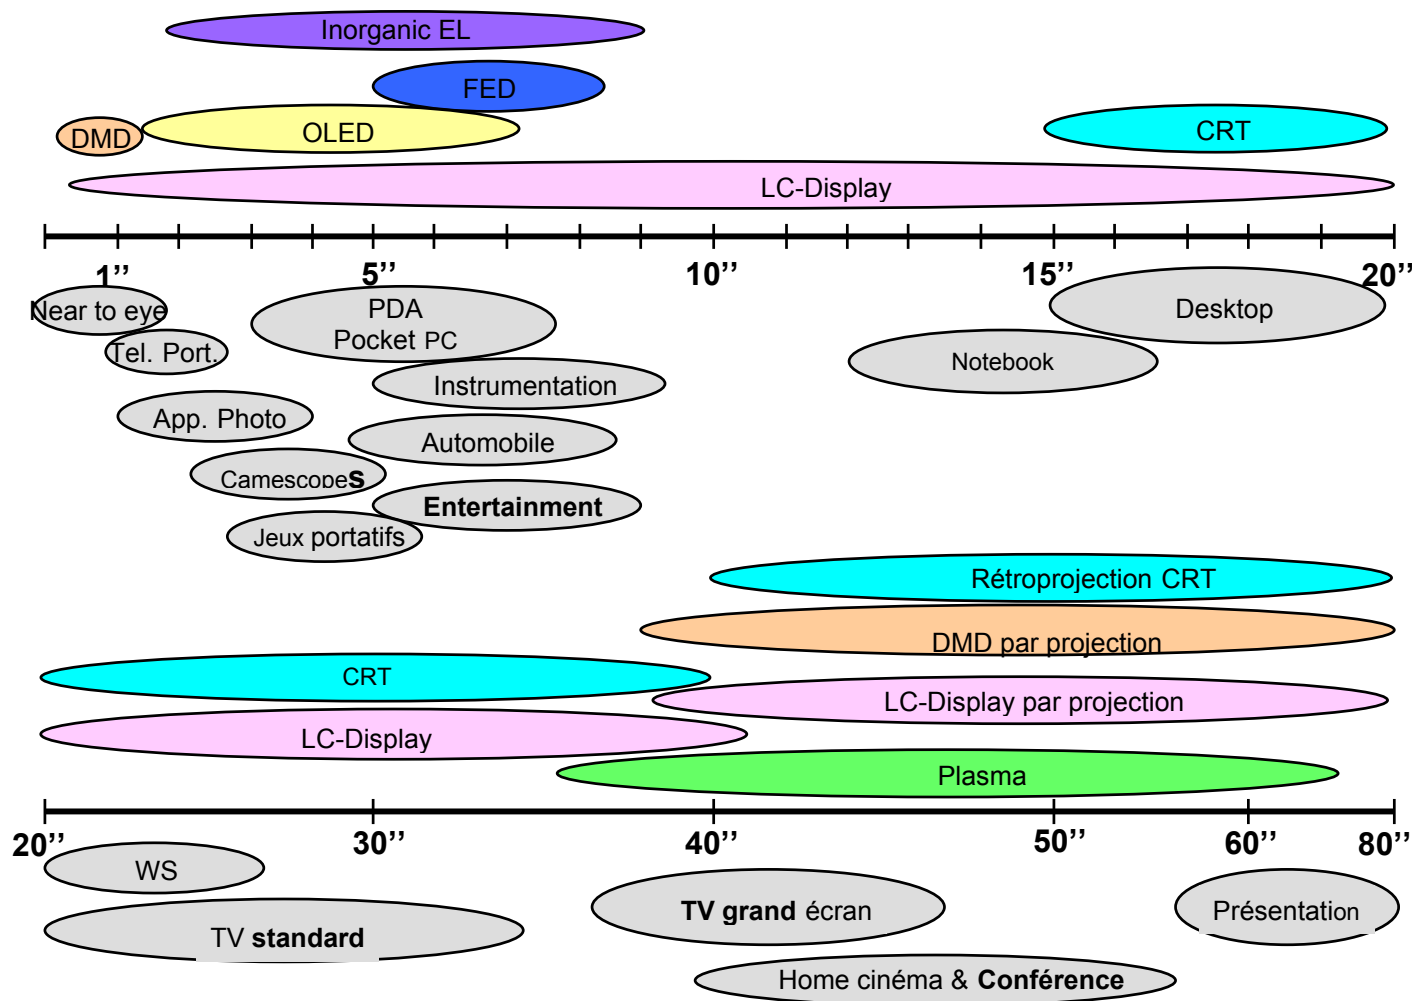 Inorganic EL
FED
DMD
OLED
CRT
LC-Display
1’’
5’’
10’’
15’’
20’’
Near to eye
PDA
Pocket PC
Desktop
Tel. Port.
Notebook
Instrumentation
App. Photo
Automobile
Camescopes
Entertainment
Jeux portatifs
Rétroprojection CRT
DMD par projection
CRT
LC-Display par projection
LC-Display
Plasma
20’’
30’’
40’’
50’’
60’’
80’’
WS
TV grand écran
Présentation
TV standard
Home cinéma & Conférence